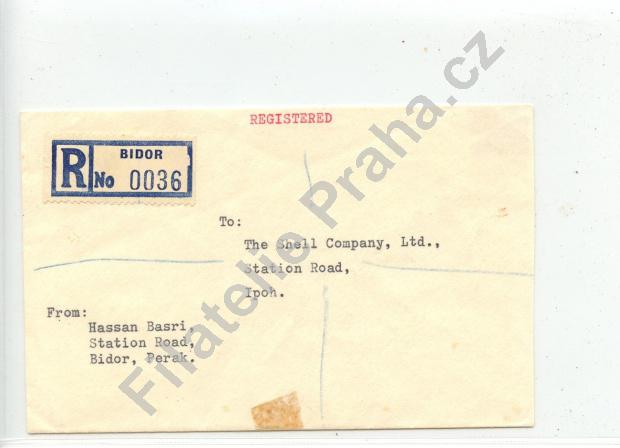 REGISTERED
BIDOR
R No 0036
To:
The Shell Company, Ltd.,
Station Road,
Ipoh.
From:
Hassan Basri,
Station Road,
Bidor, Perak.
Filatelie Praha.cz